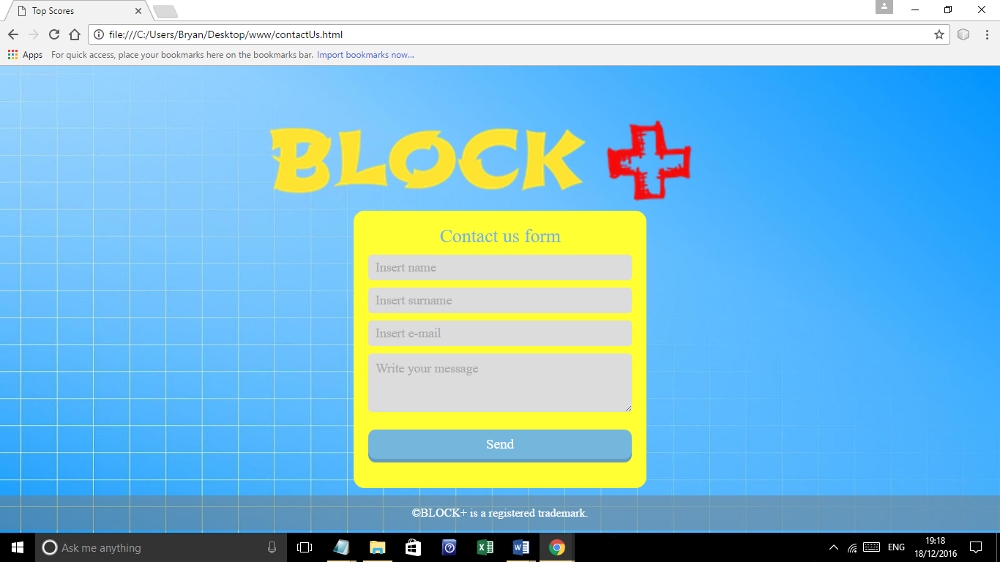 Top Scores
file:///C:/Users/Bryan/Desktop/www/contactUs.html
Apps For quick access, place your bookmarks here on the bookmarks bar. Import bookmarks now...
BLOCK +
Contact us form
Insert name
Insert surname
Insert e-mail
Write your message
Send
©BLOCK+ is a registered trademark.
Ask me anything
ENG
19:18
18/12/2016